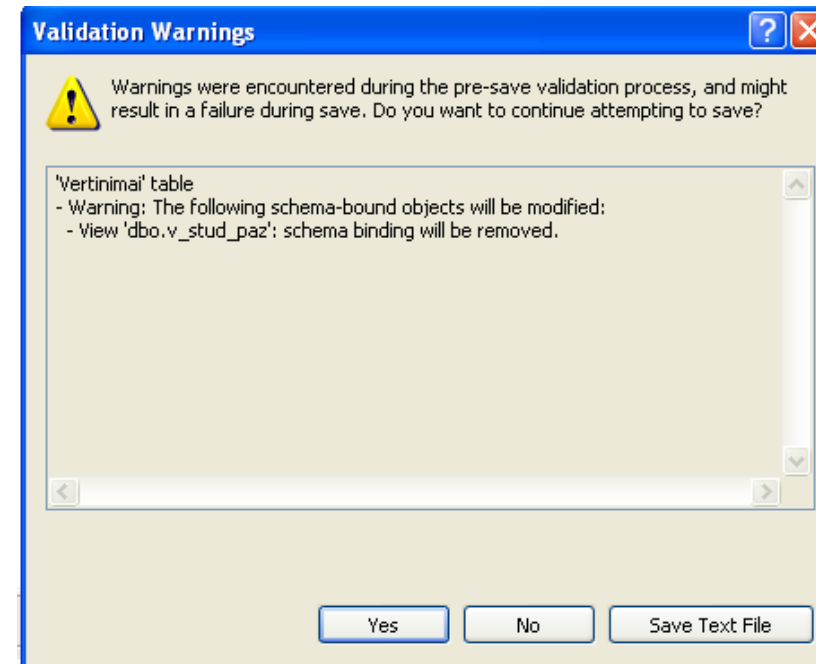 Validation Warnings
Warnings were encountered during the pre-save validation process, and might
result in a failure during save. Do you want to continue attempting to save?
'Vertinimai' table
- Warning: The following schema-bound objects will be modified:
- View 'dbo.v_stud_paz': schema binding will be removed.
Yes No Save Text File